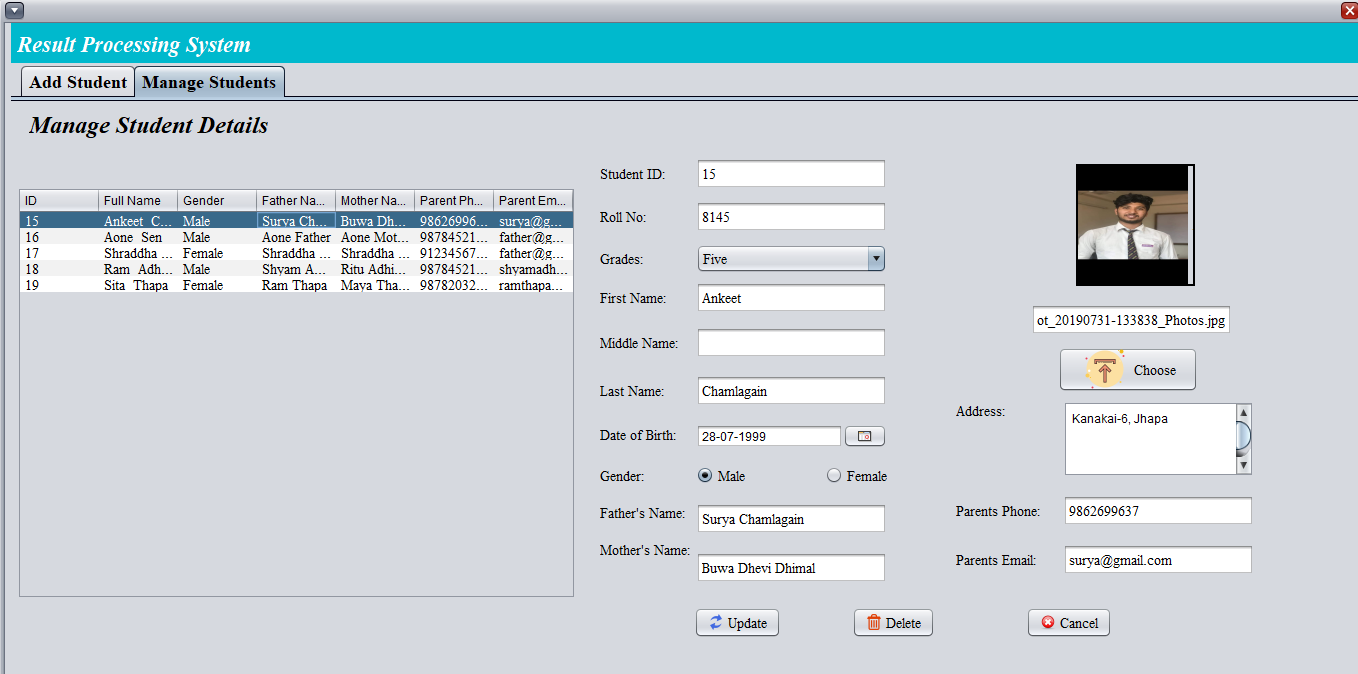 Result Processing System
Add Student Manage Students
Manage Student Details
ID Full Name Gender Father Na... Mother Na... Parent Ph... Parent Em...
15 Ankeet C... Male Surya Ch... Buwa Dh... 98626996... surya@g...
16 Aone Sen Male Aone Father Aone Mot... 98784521... father@g...
17 Shraddha ... Female Shraddha ... Shraddha ... 91234567... father@g...
18 Ram Adh... Male Shyam A... Ritu Adhi... 98784521... shyamadh...
19 Sita Thapa Female Ram Thapa Maya Tha... 98782032... ramthapa...
Student ID: 15
Roll No: 8145
Grades: Five
First Name: Ankeet
Middle Name:
Last Name: Chamlagain
Date of Birth: 28-07-1999
Gender: Male Female
Father's Name: Surya Chamlagain
Mother's Name: Buwa Dhevi Dhimal
ot_20190731-133838_Photos.jpg
Choose
Address: Kanakai-6, Jhapa
Parents Phone: 9862699637
Parents Email: surya@gmail.com
Update Delete Cancel